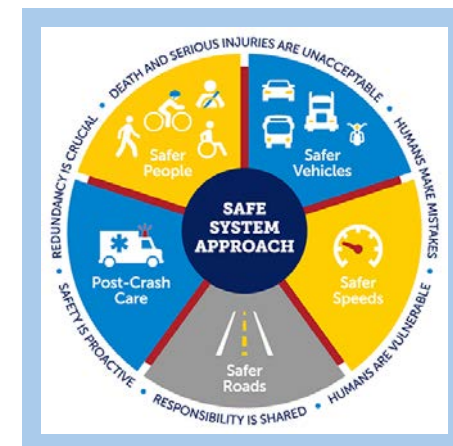 DEATH AND SERIOUS INJURIES ARE UNACCEPTABLE
HUMANS MAKE MISTAKES
HUMANS ARE VULNERABLE
RESPONSIBILITY IS SHARED
SAFETY IS PROACTIVE
REDUNDANCY IS CRUCIAL
Safer
People
Safer
Vehicles
SAFE
SYSTEM
APPROACH
Post-Crash
Care
Safer
Speeds
Safer
Roads